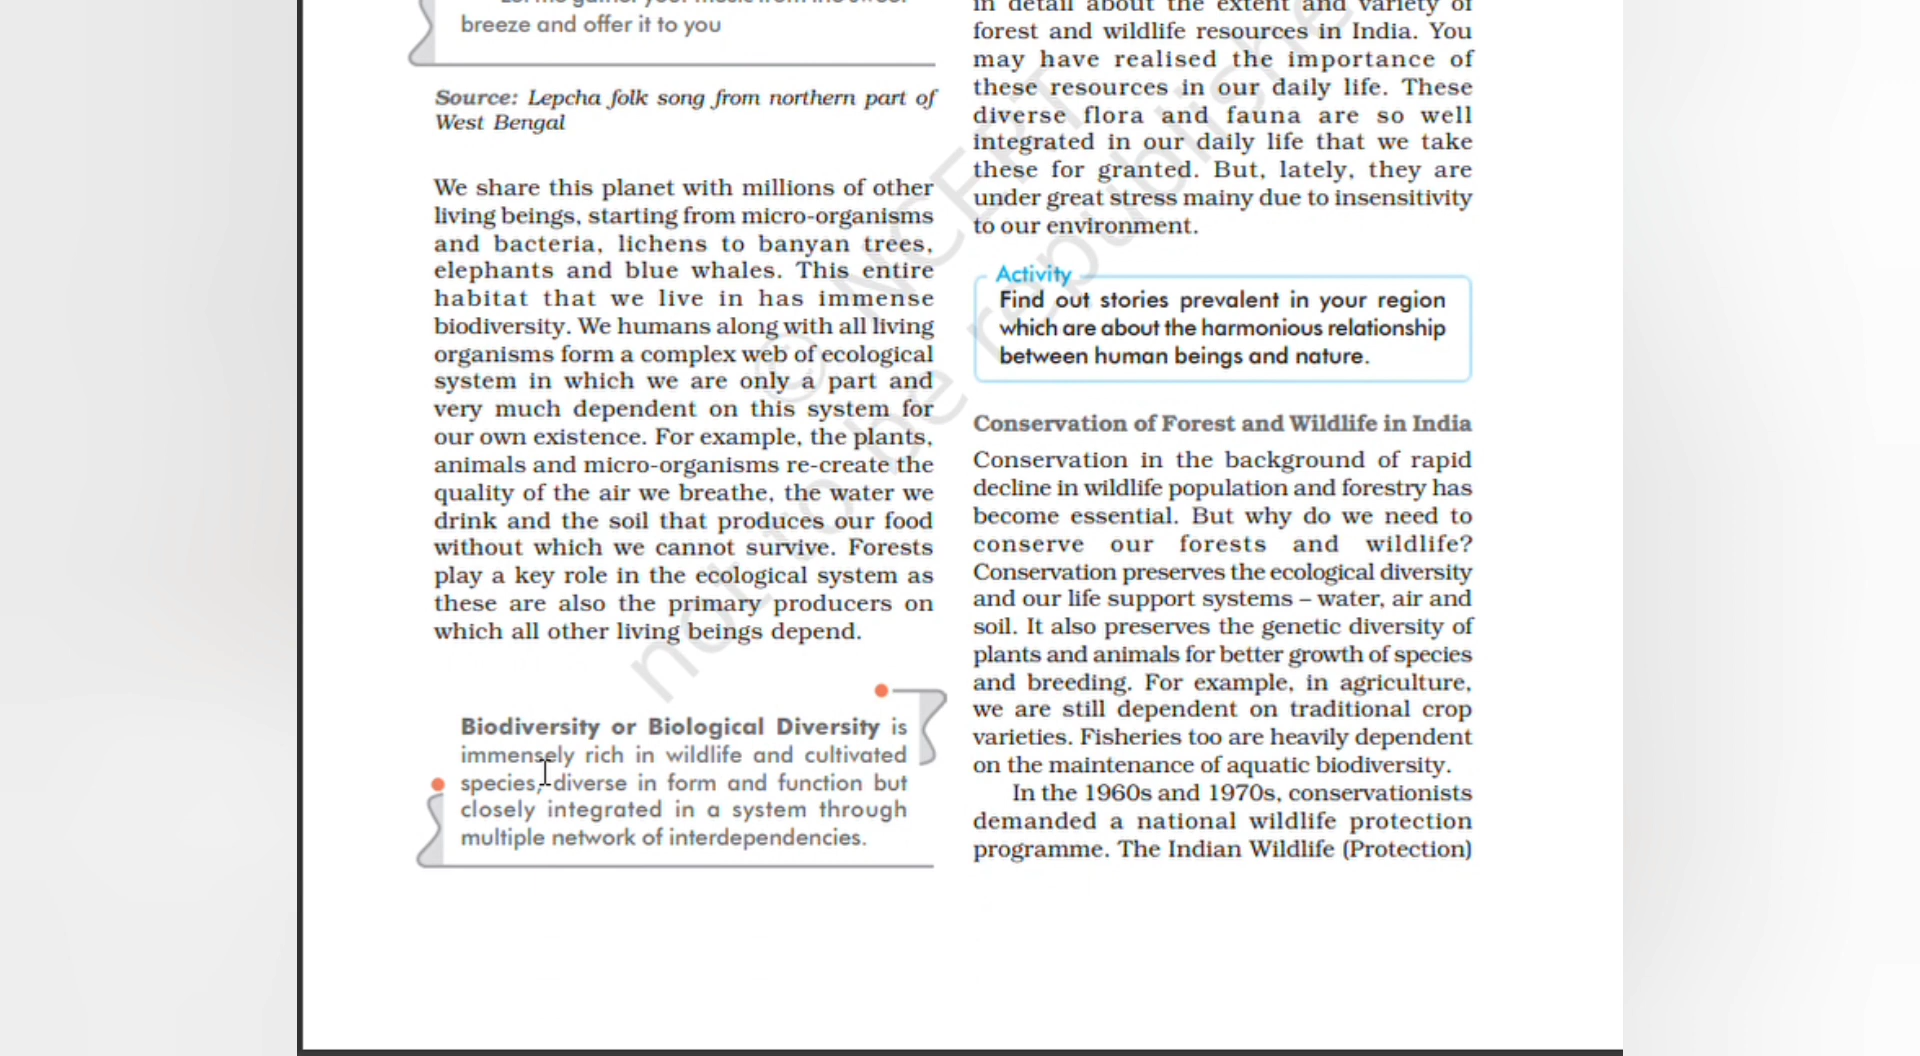 breeze and offer it to you
Source: Lepcha folk song from northern part of
West Bengal
We share this planet with millions of other
living beings, starting from micro-organisms
and bacteria, lichens to banyan trees,
elephants and blue whales. This entire
habitat that we live in has immense
biodiversity. We humans along with all living
organisms form a complex web of ecological
system in which we are only a part and
very much dependent on this system for
our own existence. For example, the plants,
animals and micro-organisms re-create the
quality of the air we breathe, the water we
drink and the soil that produces our food
without which we cannot survive. Forests
play a key role in the ecological system as
these are also the primary producers on
which all other living beings depend.
Biodiversity or Biological Diversity is
immensely rich in wildlife and cultivated
species, diverse in form and function but
closely integrated in a system through
multiple network of interdependencies.
in detail about the extent and variety of
forest and wildlife resources in India. You
may have realised the importance of
these resources in our daily life. These
diverse flora and fauna are so well
integrated in our daily life that we take
these for granted. But, lately, they are
under great stress mainy due to insensitivity
to our environment.
Activity
Find out stories prevalent in your region
which are about the harmonious relationship
between human beings and nature.
Conservation of Forest and Wildlife in India
Conservation in the background of rapid
decline in wildlife population and forestry has
become essential. But why do we need to
conserve our forests and wildlife?
Conservation preserves the ecological diversity
and our life support systems – water, air and
soil. It also preserves the genetic diversity of
plants and animals for better growth of species
and breeding. For example, in agriculture,
we are still dependent on traditional crop
varieties. Fisheries too are heavily dependent
on the maintenance of aquatic biodiversity.
In the 1960s and 1970s, conservationists
demanded a national wildlife protection
programme. The Indian Wildlife (Protection)
© NCERT
not to be republishe